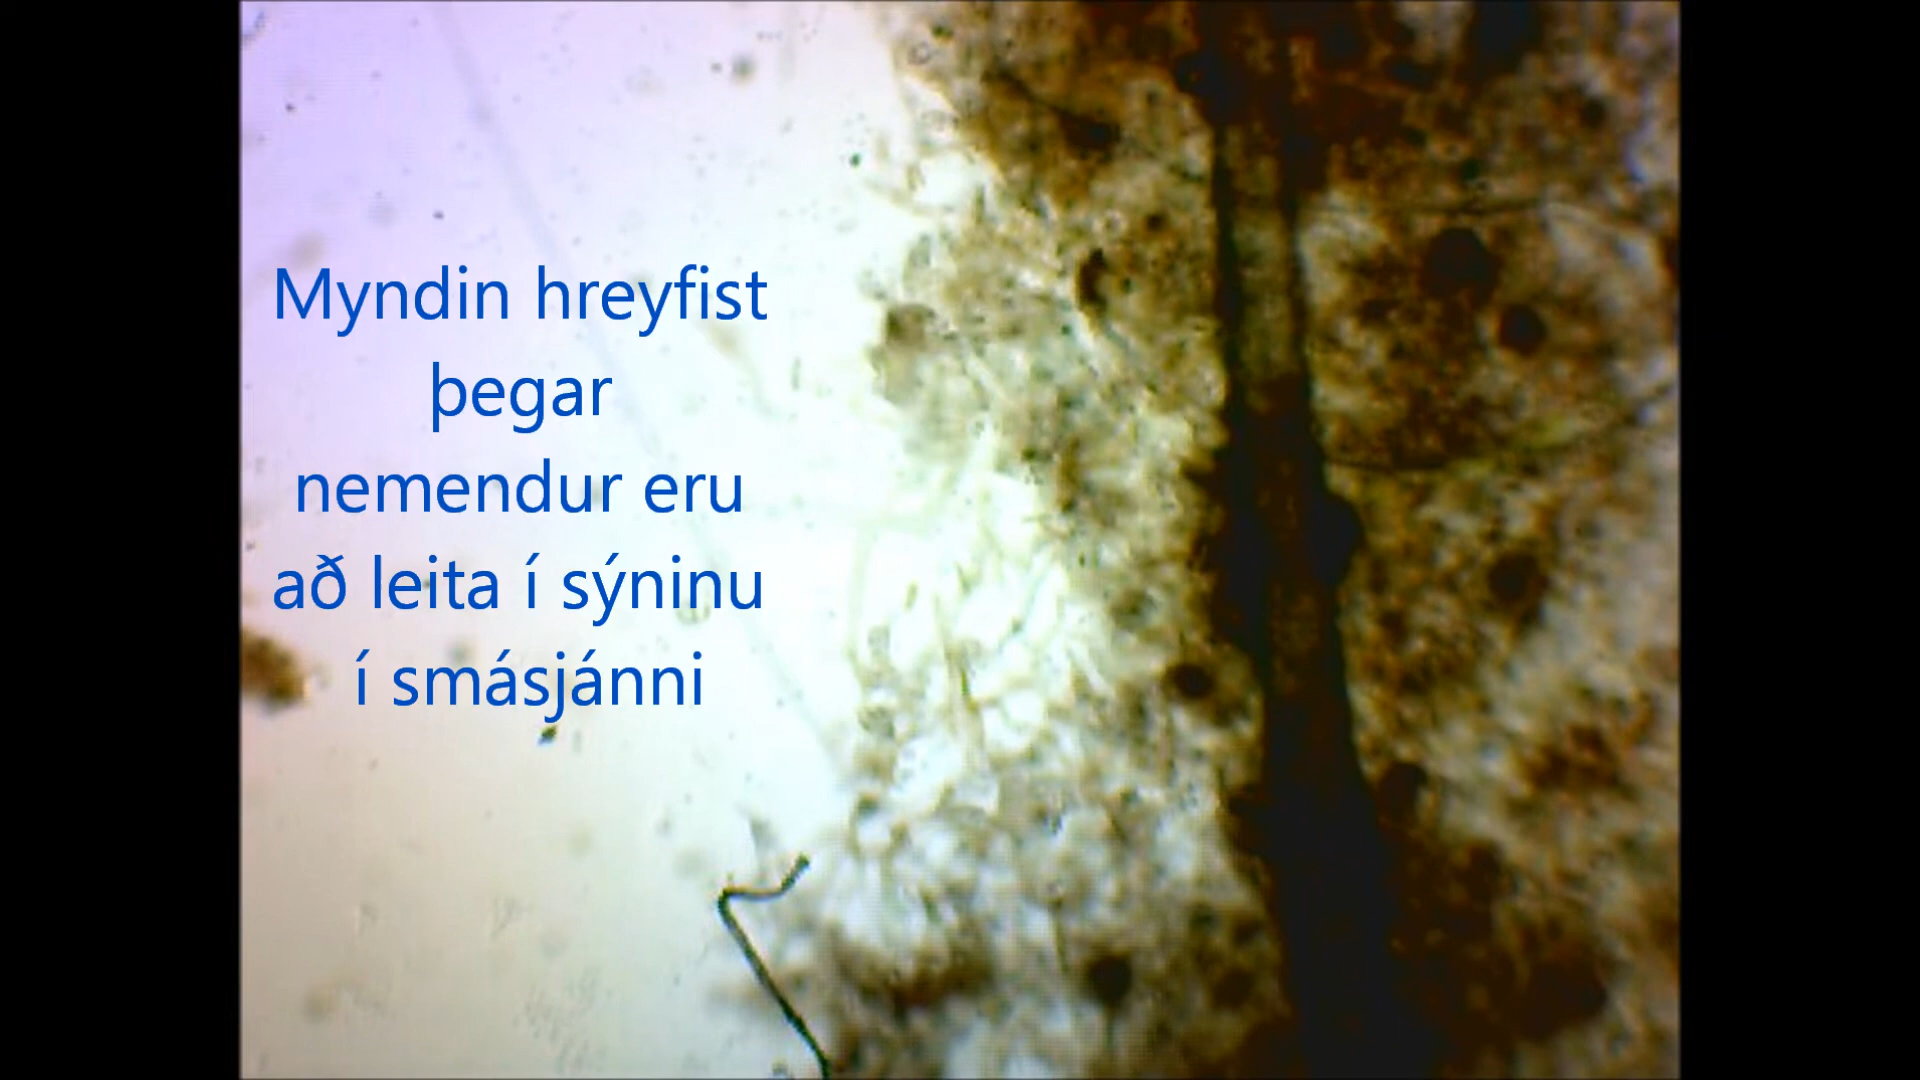 Myndin hreyfist
þegar
nemendur eru
að leita í sýninu
í smásjánni